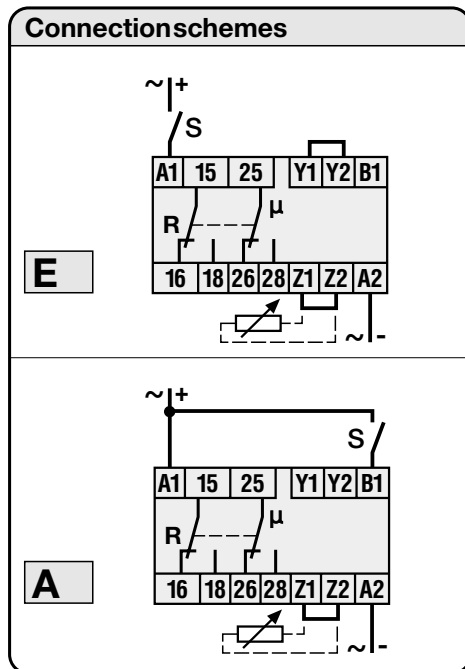 Connectionschemes
~ +
S
A1 15 25 Y1 Y2 B1
R µ
E
16 18 26 28 Z1 Z2 A2
~ -
~ +
S
A1 15 25 Y1 Y2 B1
R µ
A
16 18 26 28 Z1 Z2 A2
~ -